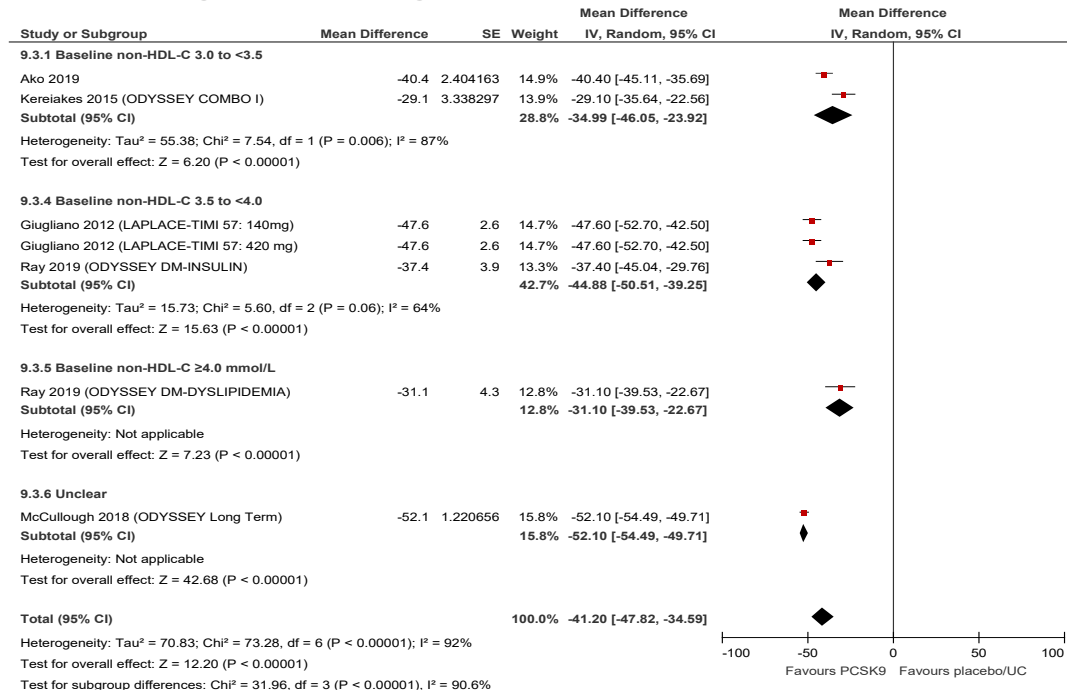 Mean Difference Mean Difference
Study or Subgroup Mean Difference SE Weight IV, Random, 95% CI IV, Random, 95% CI
9.3.1 Baseline non-HDL-C 3.0 to <3.5
Ako 2019 -40.4 2.404163 14.9% -40.40 [-45.11, -35.69]
Kereiakes 2015 (ODYSSEY COMBO I) -29.1 3.338297 13.9% -29.10 [-35.64, -22.56]
Subtotal (95% CI) 28.8% -34.99 [-46.05, -23.92]
Heterogeneity: Tau² = 55.38; Chi² = 7.54, df = 1 (P = 0.006); I² = 87%
Test for overall effect: Z = 6.20 (P < 0.00001)
9.3.4 Baseline non-HDL-C 3.5 to <4.0
Giugliano 2012 (LAPLACE-TIMI 57: 140mg) -47.6 2.6 14.7% -47.60 [-52.70, -42.50]
Giugliano 2012 (LAPLACE-TIMI 57: 420 mg) -47.6 2.6 14.7% -47.60 [-52.70, -42.50]
Ray 2019 (ODYSSEY DM-INSULIN) -37.4 3.9 13.3% -37.40 [-45.04, -29.76]
Subtotal (95% CI) 42.7% -44.88 [-50.51, -39.25]
Heterogeneity: Tau² = 15.73; Chi² = 5.60, df = 2 (P = 0.06); I² = 64%
Test for overall effect: Z = 15.63 (P < 0.00001)
9.3.5 Baseline non-HDL-C ≥4.0 mmol/L
Ray 2019 (ODYSSEY DM-DYSLIPIDEMIA) -31.1 4.3 12.8% -31.10 [-39.53, -22.67]
Subtotal (95% CI) 12.8% -31.10 [-39.53, -22.67]
Heterogeneity: Not applicable
Test for overall effect: Z = 7.23 (P < 0.00001)
9.3.6 Unclear
McCullough 2018 (ODYSSEY Long Term) -52.1 1.220656 15.8% -52.10 [-54.49, -49.71]
Subtotal (95% CI) 15.8% -52.10 [-54.49, -49.71]
Heterogeneity: Not applicable
Test for overall effect: Z = 42.68 (P < 0.00001)
Total (95% CI) 100.0% -41.20 [-47.82, -34.59]
Heterogeneity: Tau² = 70.83; Chi² = 73.28, df = 6 (P < 0.00001); I² = 92%
Test for overall effect: Z = 12.20 (P < 0.00001)
Test for subgroup differences: Chi² = 31.96, df = 3 (P < 0.00001), I² = 90.6%
-100 -50 0 50 100
Favours PCSK9 Favours placebo/UC